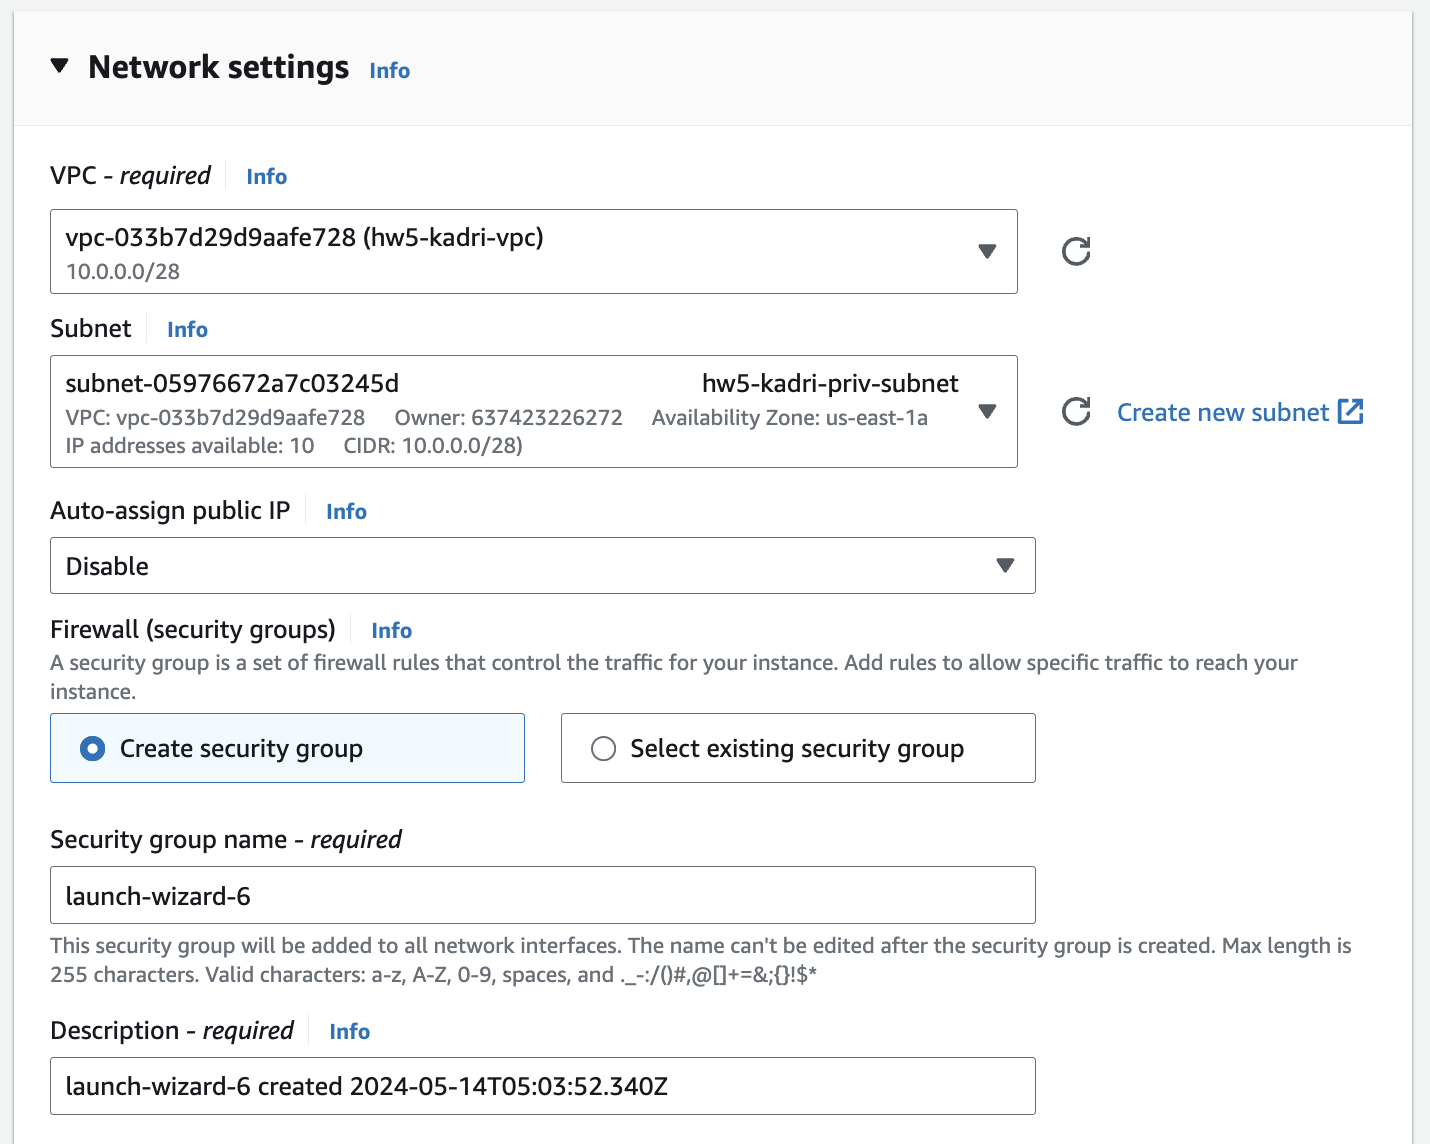 Network settings Info
VPC - required Info
vpc-033b7d29d9aafe728 (hw5-kadri-vpc)
10.0.0.0/28
Subnet Info
subnet-05976672a7c03245d hw5-kadri-priv-subnet
VPC: vpc-033b7d29d9aafe728 Owner: 637423226272 Availability Zone: us-east-1a
IP addresses available: 10 CIDR: 10.0.0.0/28)
Create new subnet
Auto-assign public IP Info
Disable
Firewall (security groups) Info
A security group is a set of firewall rules that control the traffic for your instance. Add rules to allow specific traffic to reach your
instance.
Create security group
Select existing security group
Security group name - required
launch-wizard-6
This security group will be added to all network interfaces. The name can't be edited after the security group is created. Max length is
255 characters. Valid characters: a-z, A-Z, 0-9, spaces, and ._-:/()#,@[]+=&;{}!$*
Description - required Info
launch-wizard-6 created 2024-05-14T05:03:52.340Z